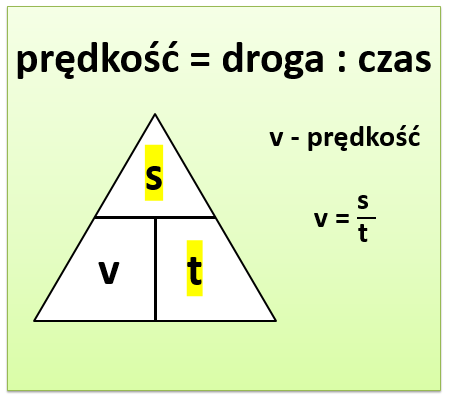 prędkość = droga : czas
v - prędkość
s
v = s/t
v
t